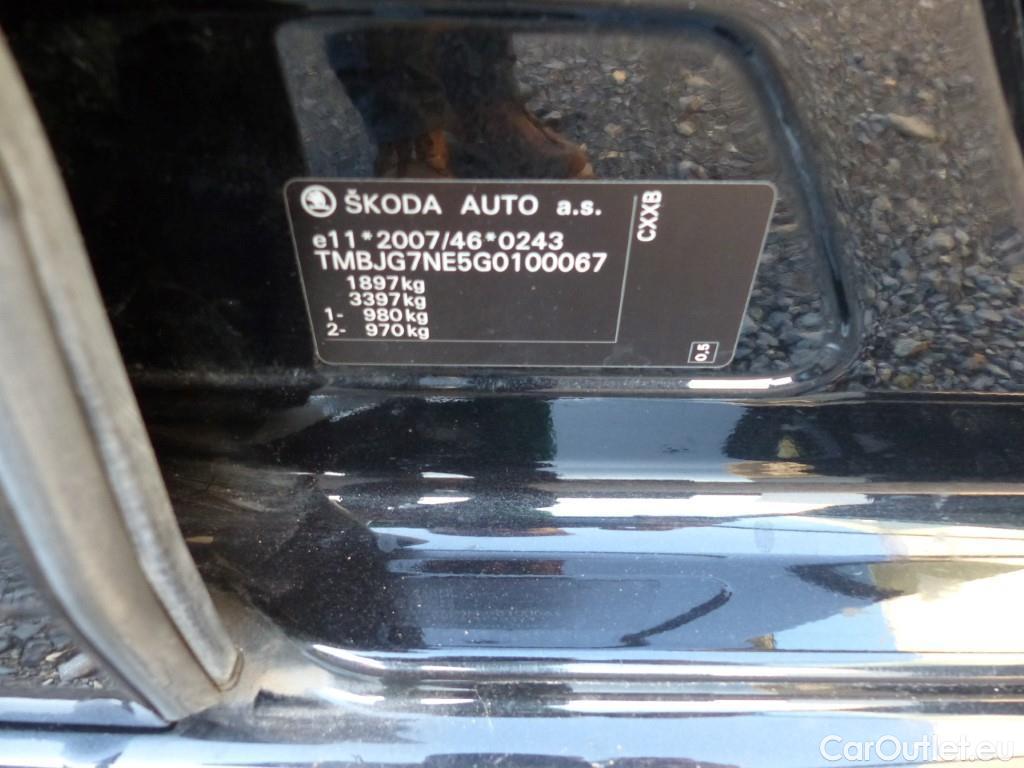 ŠKODA AUTO a.s.
e11*2007/46*0243
TMBJG7NE5G0100067
1897kg
3397kg
1- 980kg
2- 970kg
CXXB
0,5
CarOutlet.eu